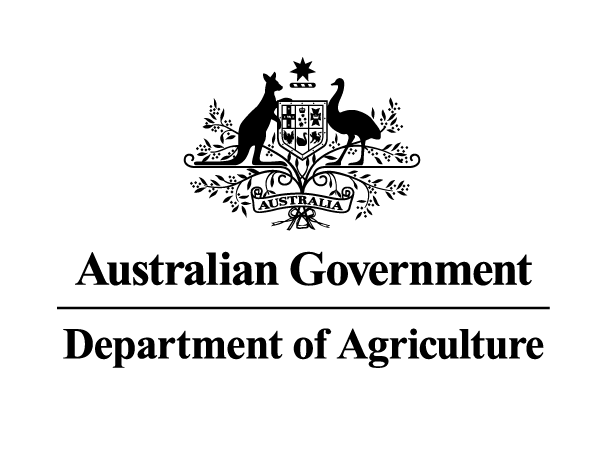 AUSTRALIA
Australian Government
Department of Agriculture